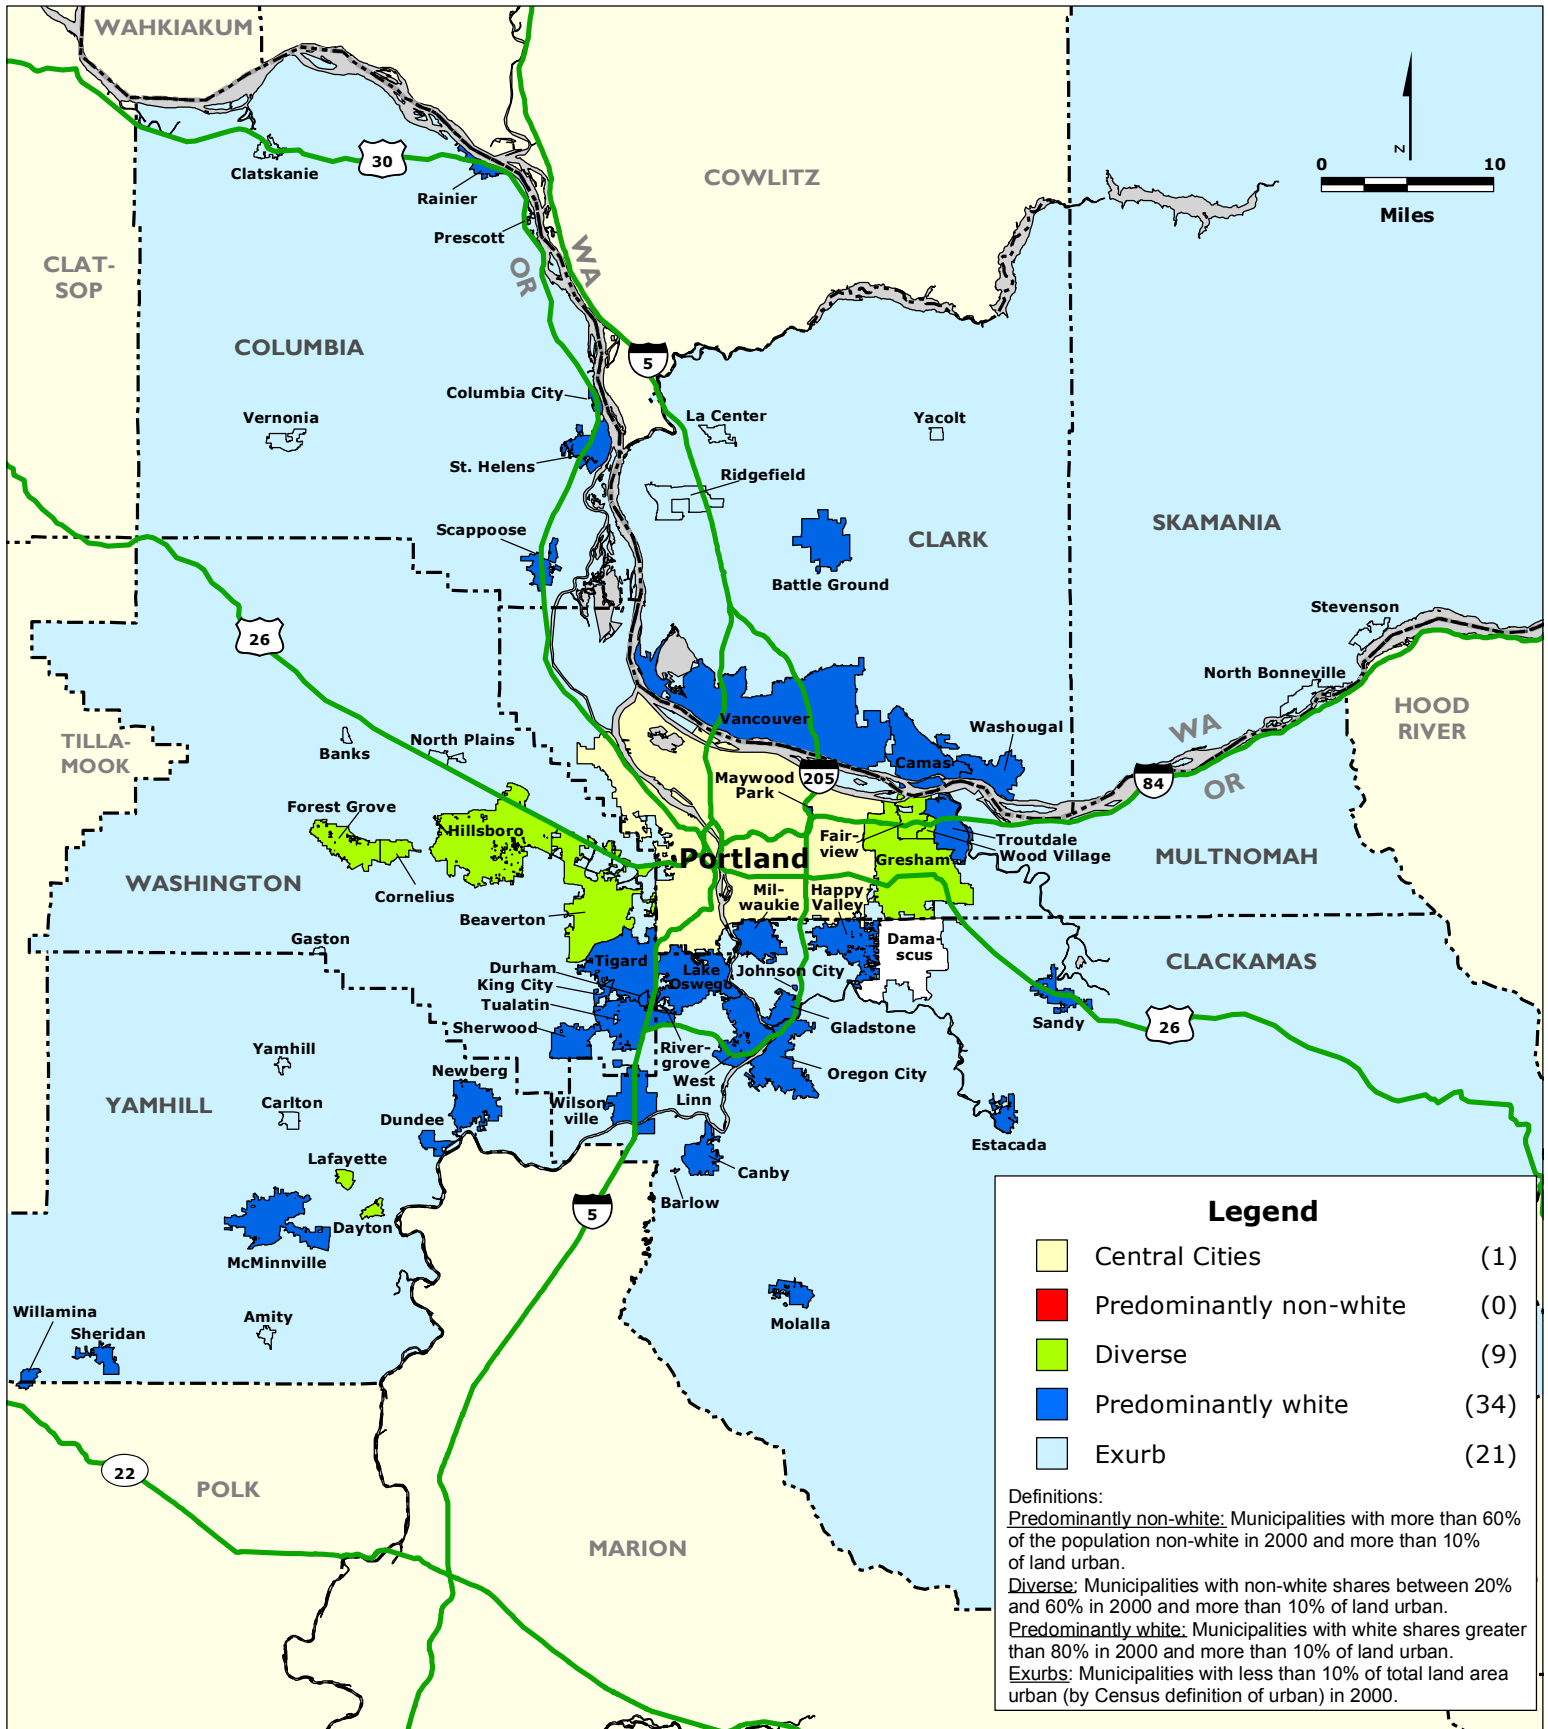 WAHKIAKUM
COWLITZ
0 10
Miles
N
30
Clatskanie
Rainier
Prescott
WA
OR
CLAT-
SOP
COLUMBIA
5
Columbia City
La Center
Yacolt
Vernonia
St. Helens
Ridgefield
Scappoose
CLARK
SKAMANIA
Battle Ground
Stevenson
26
North Bonneville
HOOD
RIVER
WA
OR
TILLA-
MOOK
Banks
North Plains
Vancouver
Washougal
Camas
Maywood
Park
205
84
Forest Grove
Hillsboro
Fair-
view
Troutdale
Wood Village
Portland
Gresham
MULTNOMAH
WASHINGTON
Cornelius
Mil-
waukie
Happy
Valley
Beaverton
Gaston
Dama-
scus
CLACKAMAS
Tigard
Durham
King City
Lake
Oswego
Johnson City
Tualatin
Sherwood
Gladstone
Sandy
26
Yamhill
River-
grove
Newberg
West
Linn
Oregon City
YAMHILL
Carlton
Wilson
ville
Dundee
Estacada
Lafayette
Canby
Barlow
Dayton
5
McMinnville
Willamina
Sheridan
Amity
Molalla
22
POLK
MARION
Legend
Central Cities (1)
Predominantly non-white (0)
Diverse (9)
Predominantly white (34)
Exurb (21)
Definitions:
Predominantly non-white: Municipalities with more than 60%
of the population non-white in 2000 and more than 10%
of land urban.
Diverse: Municipalities with non-white shares between 20%
and 60% in 2000 and more than 10% of land urban.
Predominantly white: Municipalities with white shares greater
than 80% in 2000 and more than 10% of land urban.
Exurbs: Municipalities with less than 10% of total land area
urban (by Census definition of urban) in 2000.